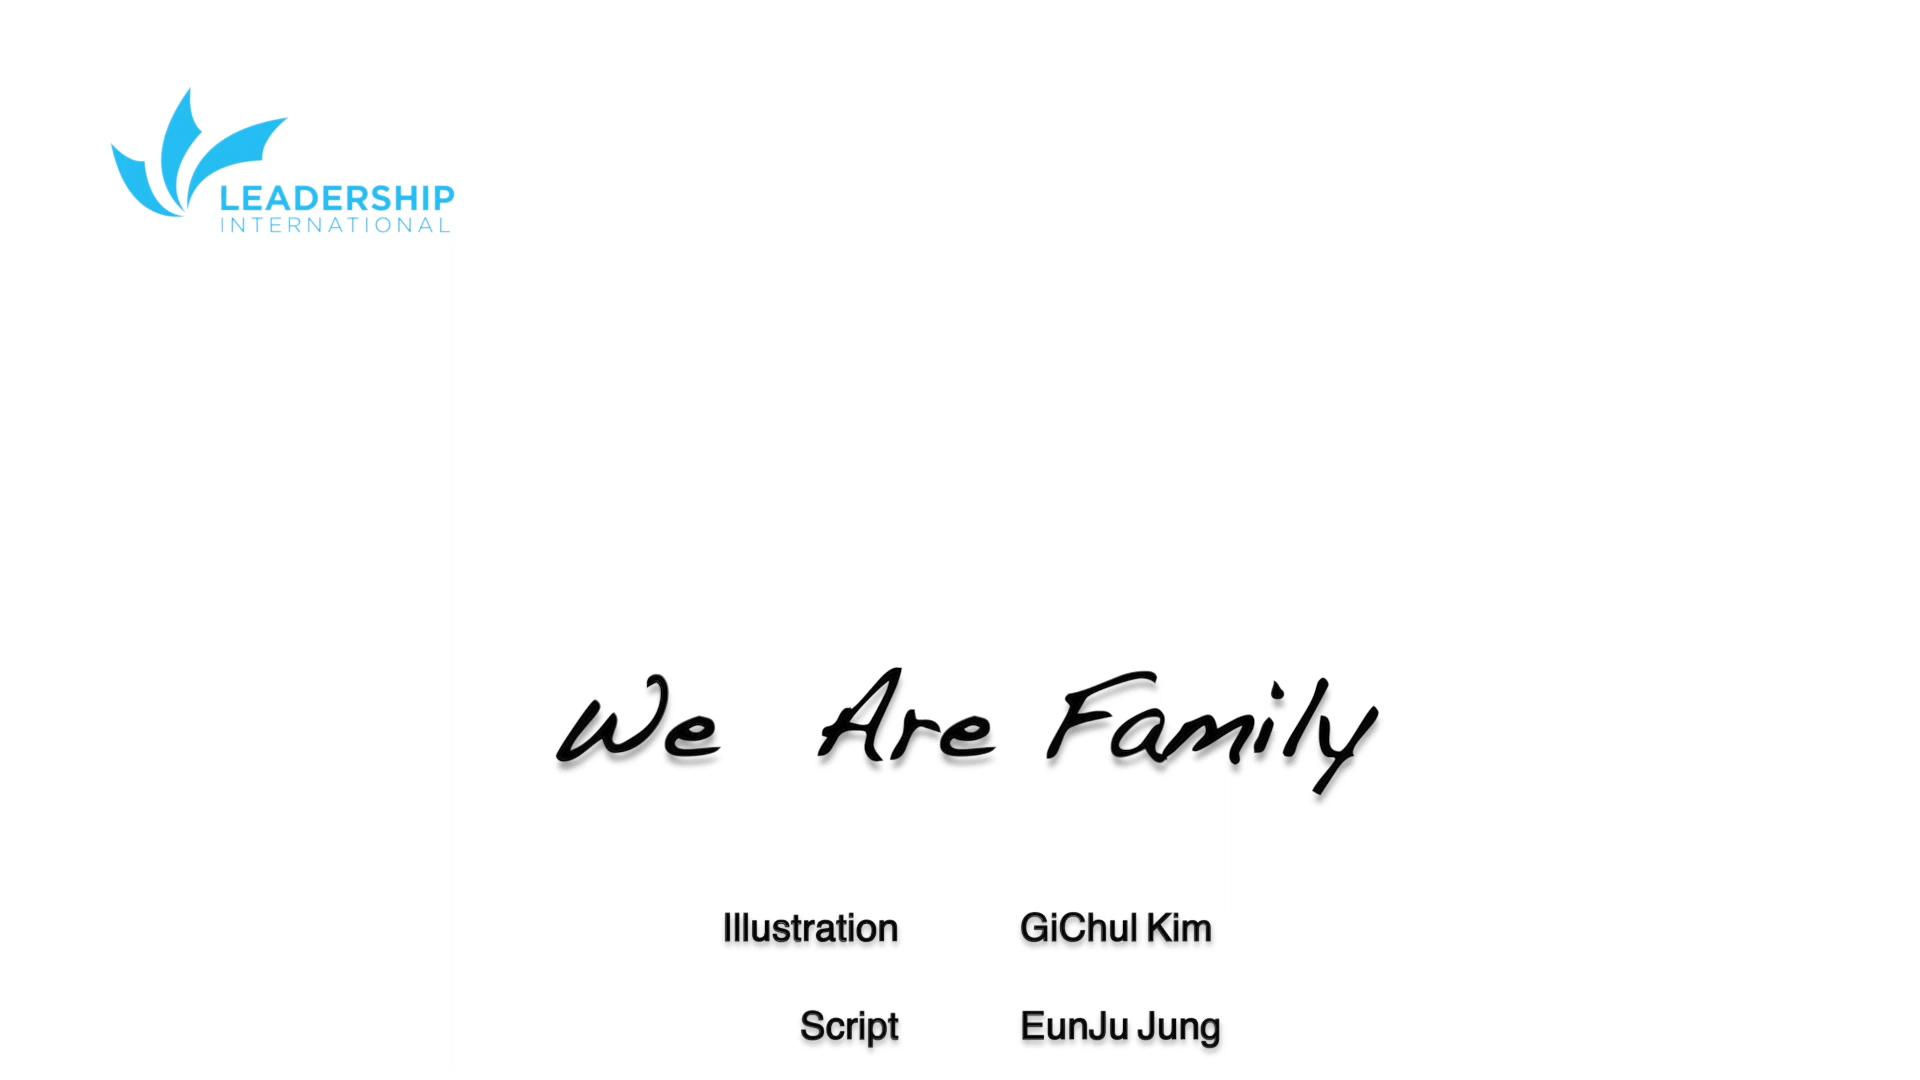 LEADERSHIP
INTERNATIONAL
We Are Family
Illustration GiChul Kim
Script EunJu Jung